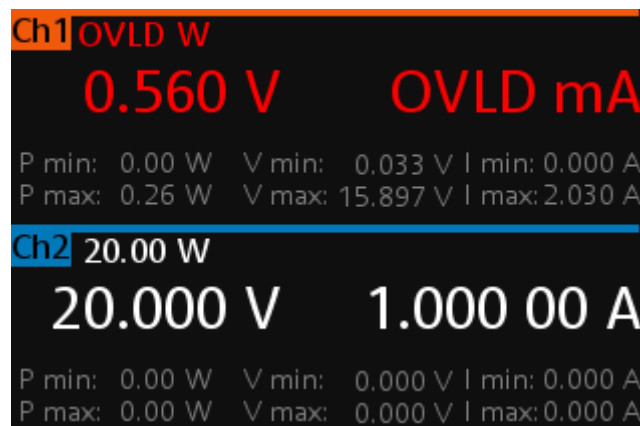 Ch1 OVLD W
0.560 V OVLD mA
P min: 0.00 W V min: 0.033 V I min: 0.000 A
P max: 0.26 W V max: 15.897 V I max: 2.030 A
Ch2 20.00 W
20.000 V 1.000 00 A
P min: 0.00 W V min: 0.000 V I min: 0.000 A
P max: 0.00 W V max: 0.000 V I max: 0.000 A